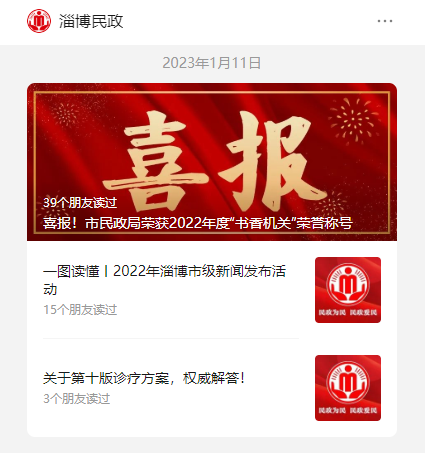 淄博民政
2023年1月11日
喜报
39个朋友读过
喜报！市民政局荣获2022年度“书香机关”荣誉称号
一图读懂丨2022年淄博市级新闻发布活
动
15个朋友读过
民政为民 民政爱民
关于第十版诊疗方案，权威解答！
3个朋友读过
民政为民 民政爱民